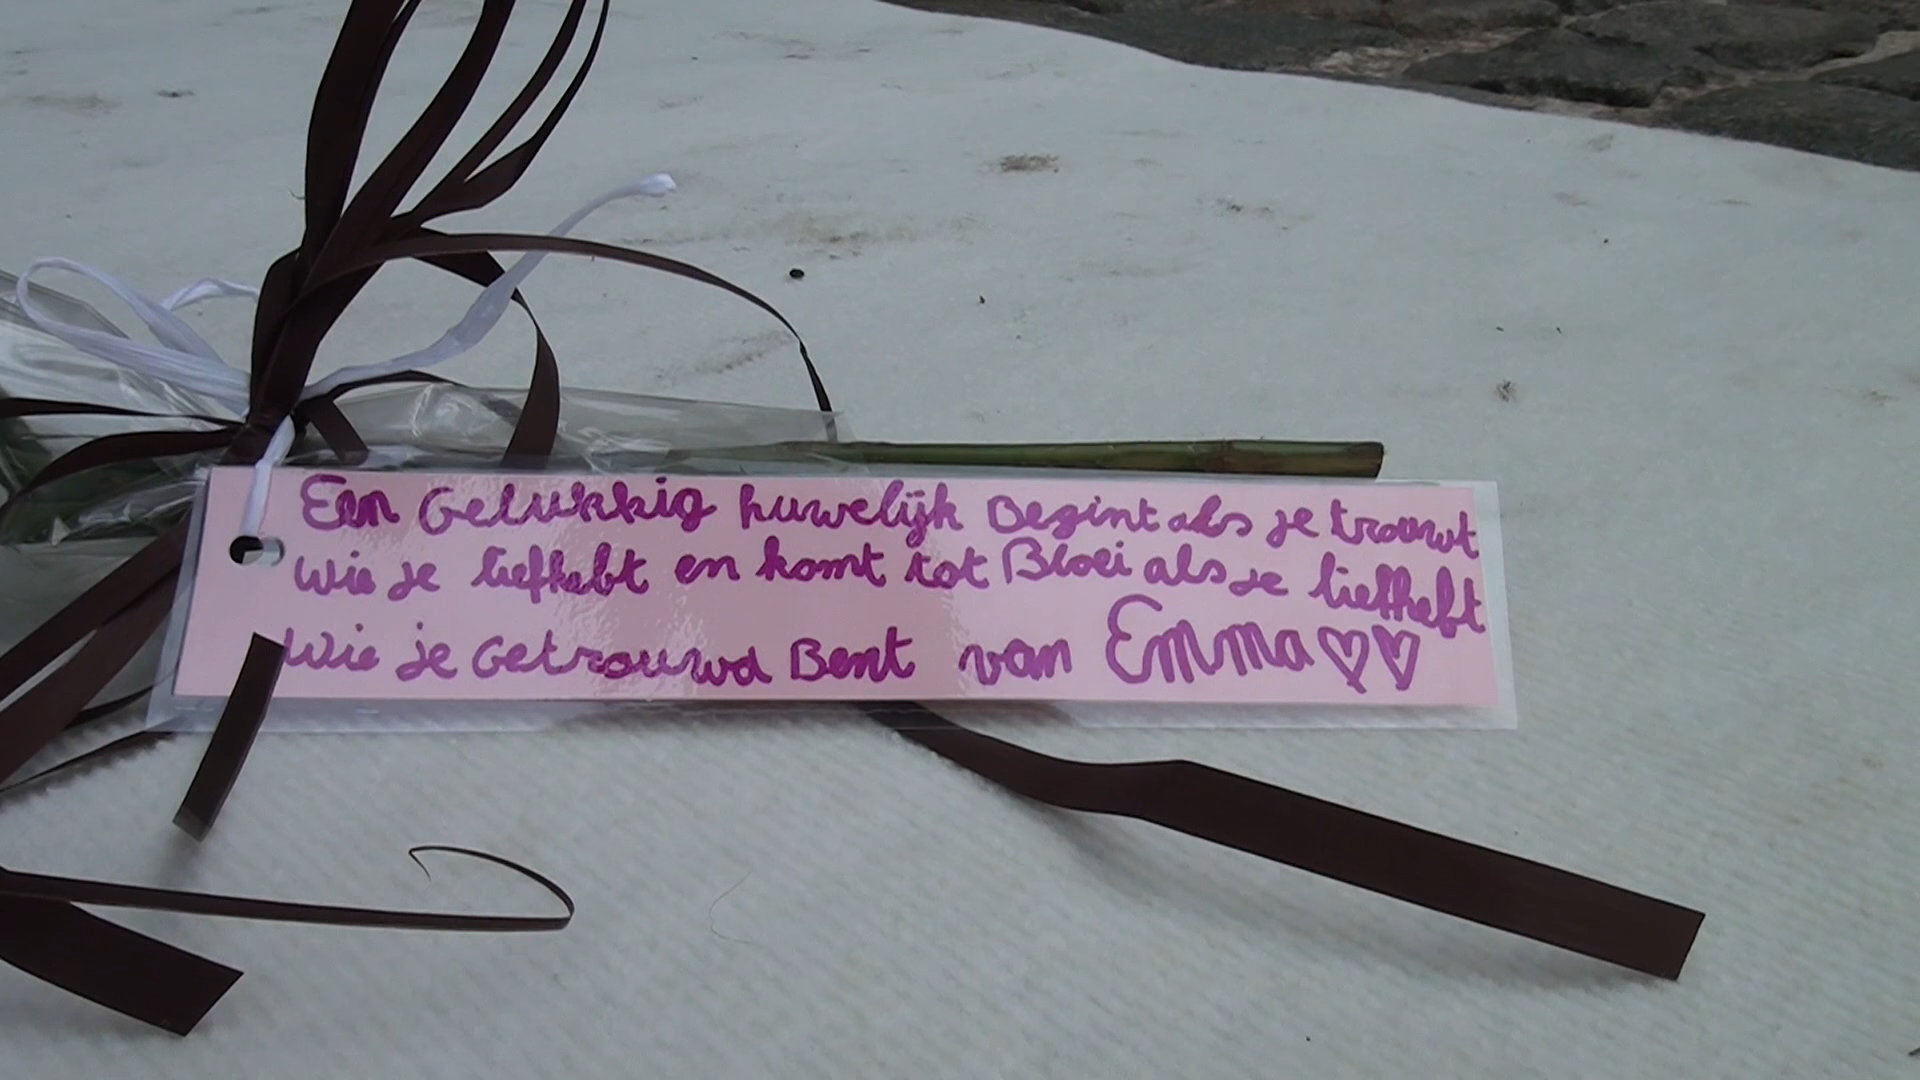 Een Gelukkig huwelijk Begint als je trouwt
wie je liefhebt en komt tot Bloei als je liefhebt
Wie je Getrouwd Bent van Emma♡♡